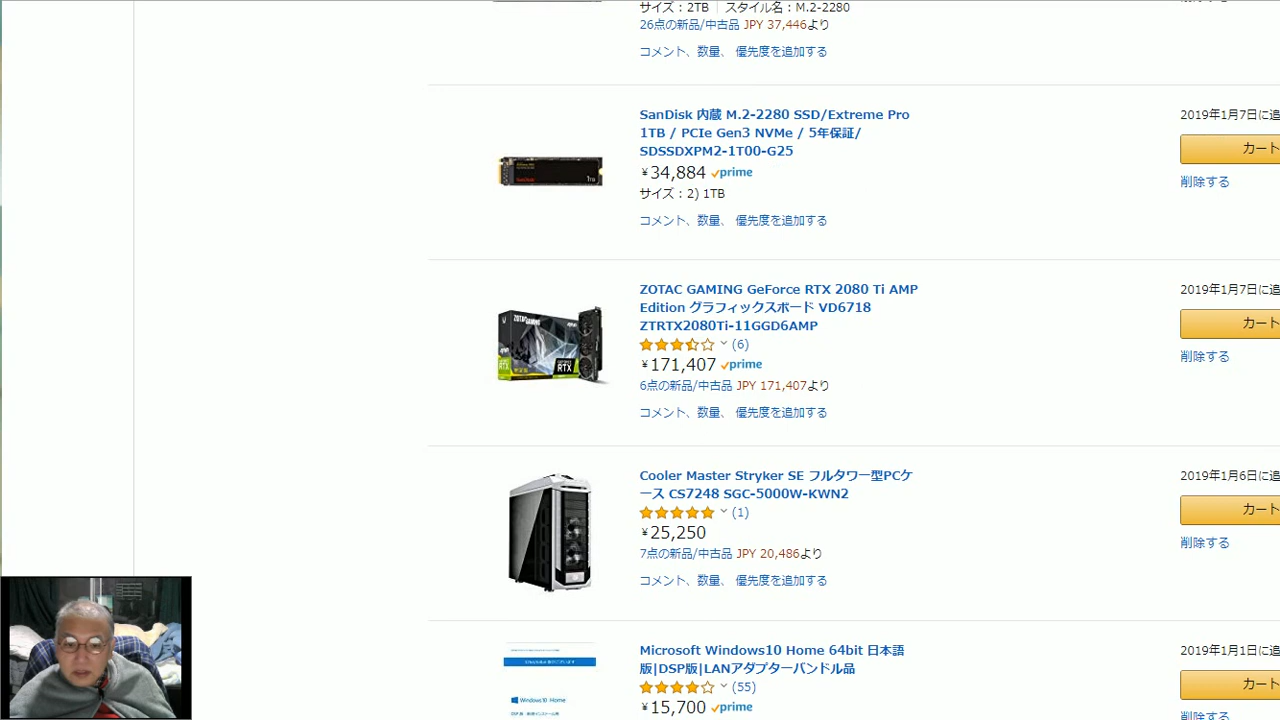 サイズ : 2TB | スタイル名 : M.2-2280
26点の新品/中古品 JPY 37,446より
コメント、数量、 優先度を追加する
SanDisk 内蔵 M.2-2280 SSD/Extreme Pro
1TB / PCIe Gen3 NVMe / 5年保証/
SDSSDXPM2-1T00-G25
¥34,884 prime
サイズ : 2) 1TB
コメント、数量、 優先度を追加する
2019年1月7日に追
カート
削除する
ZOTAC GAMING GeForce RTX 2080 Ti AMP
Edition グラフィックスボード VD6718
ZTRTX2080Ti-11GGD6AMP
(6)
¥171,407 prime
6点の新品/中古品 JPY 171,407より
コメント、数量、 優先度を追加する
2019年1月7日に追
カート
削除する
Cooler Master Stryker SE フルタワー型PCケ
ース CS7248 SGC-5000W-KWN2
(1)
¥25,250
7点の新品/中古品 JPY 20,486より
コメント、数量、 優先度を追加する
2019年1月6日に追
カート
削除する
Windows10 Home
Microsoft Windows10 Home 64bit 日本語
版|DSP版|LANアダプターバンドル品
(55)
¥15,700 prime
2019年1月1日に追
カート
削除する